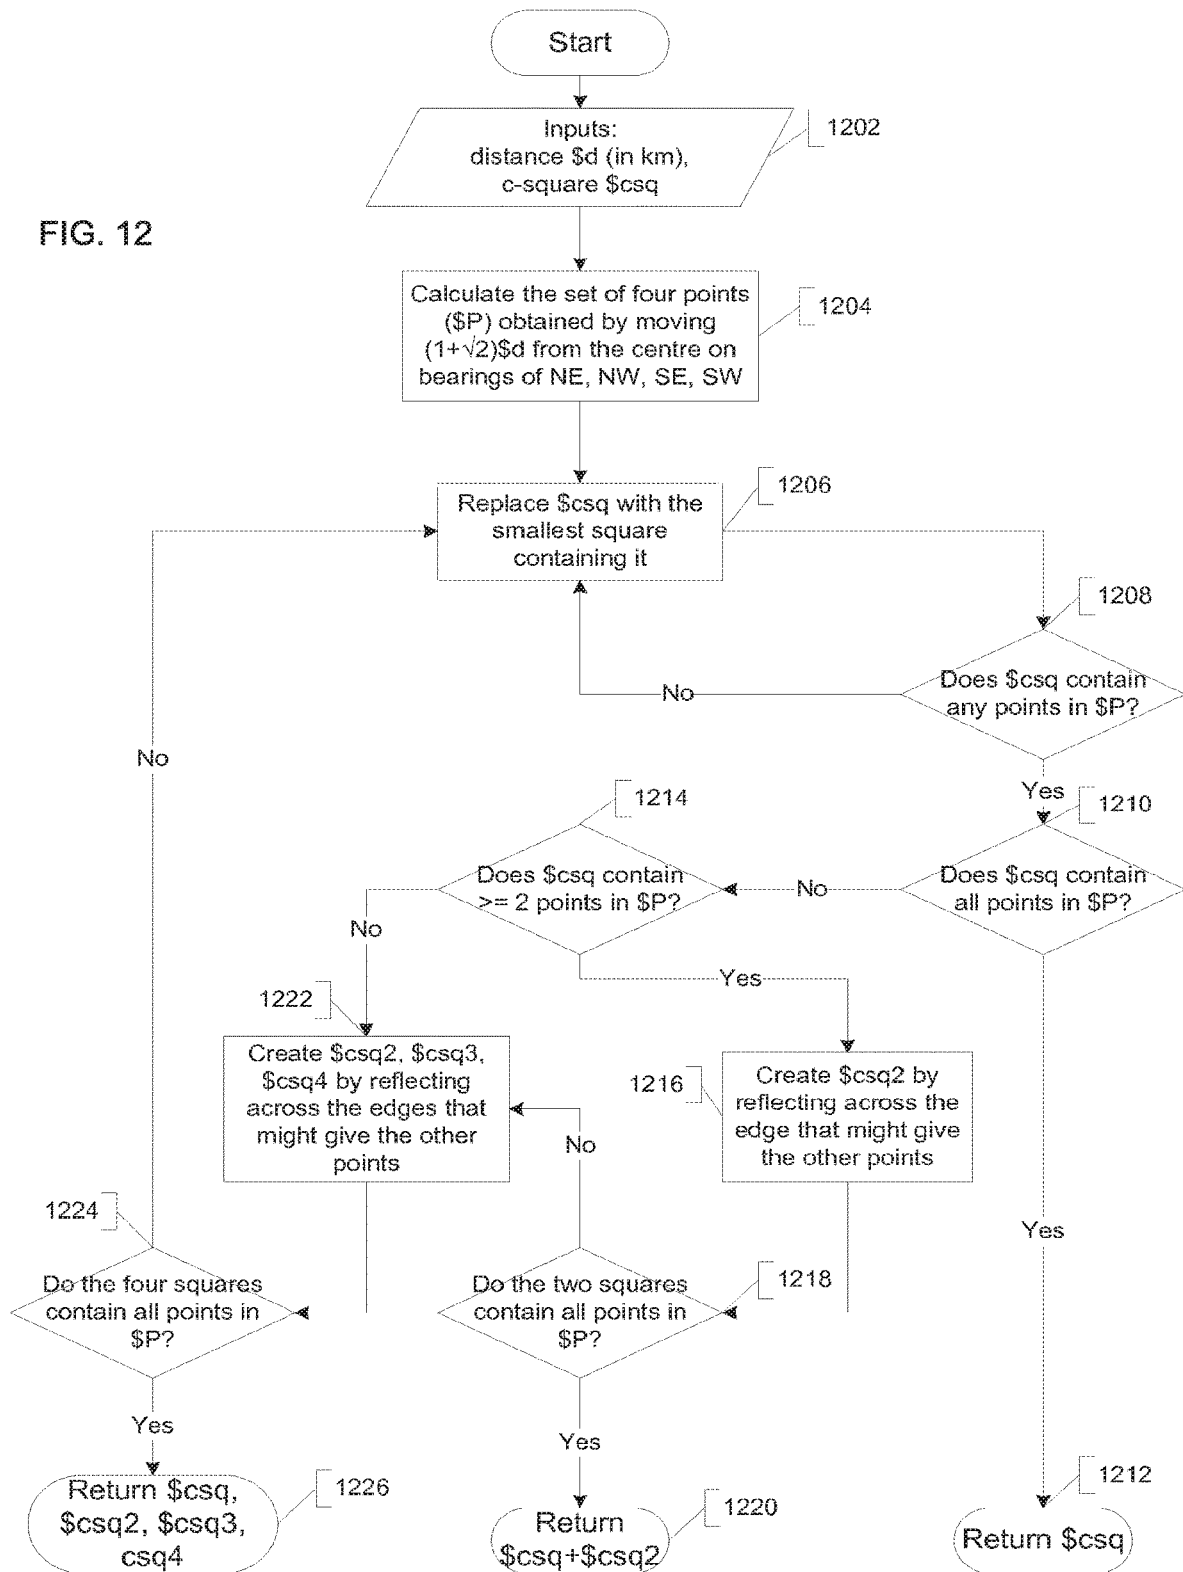 Start
Inputs:
distance $d (in km),
c-square $csq
1202
FIG. 12
Calculate the set of four points
($P) obtained by moving
(1+√2)$d from the centre on
bearings of NE, NW, SE, SW
1204
Replace $csq with the
smallest square
containing it
1206
1208
Does $csq contain
any points in $P?
No
No
Yes
1210
1214
Does $csq contain
>= 2 points in $P?
No
Does $csq contain
all points in $P?
No
Yes
1222
Create $csq2, $csq3,
$csq4 by reflecting
across the edges that
might give the other
points
1216
Create $csq2 by
reflecting across the
edge that might give
the other points
No
1224
Yes
Do the four squares
contain all points in
$P?
Do the two squares
contain all points in
$P?
1218
Yes
Yes
Return $csq,
$csq2, $csq3,
csq4
1226
Return
$csq+$csq2
1220
Return $csq
1212